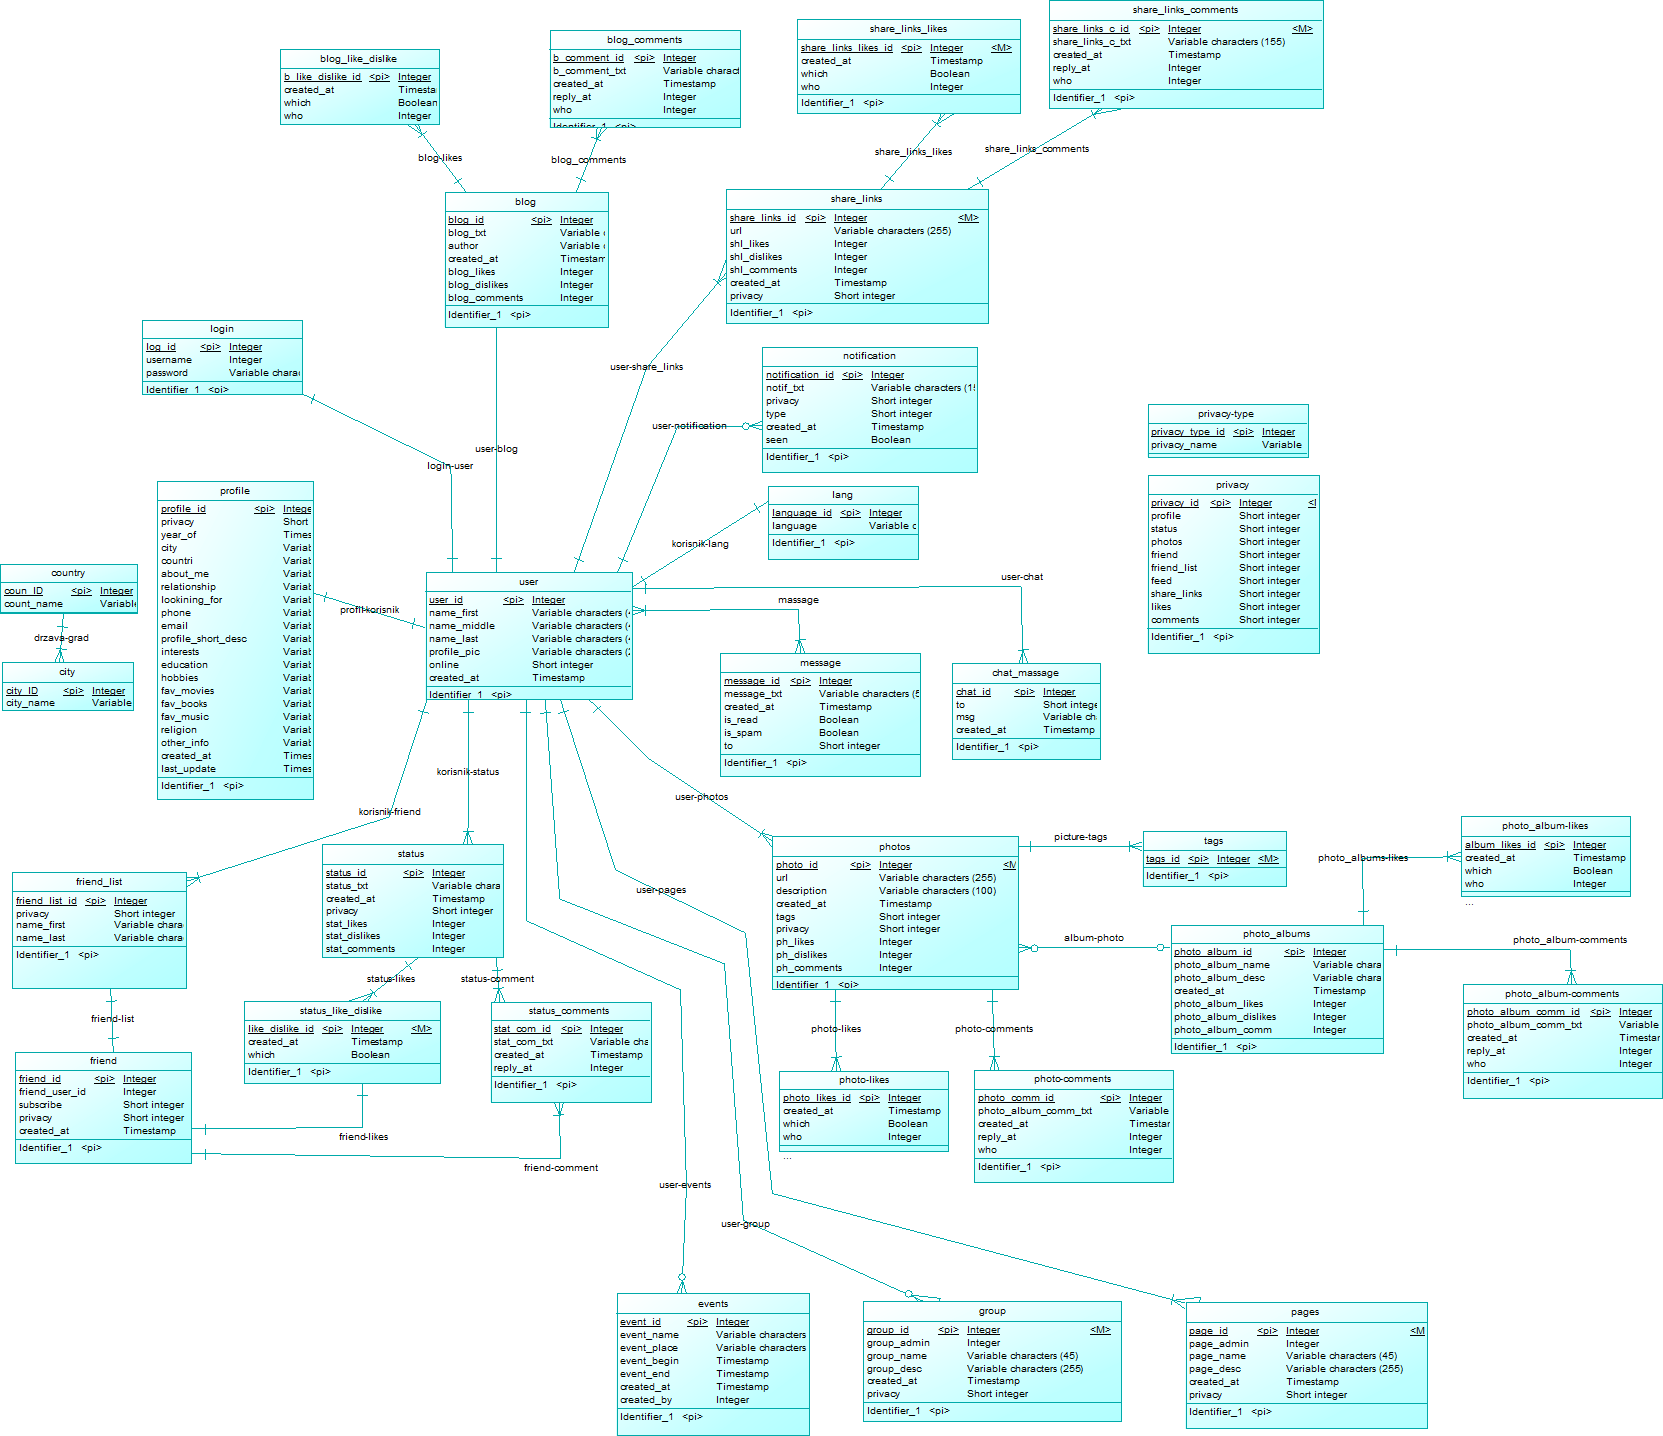 share_links_comments
share_links_c_id <pi> Integer <M>
share_links_c_txt Variable characters (155)
created_at Timestamp
reply_at Integer
who Integer
Identifier_1 <pi>
share_links_likes
share_links_likes_id <pi> Integer <M>
created_at Timestamp
which Boolean
who Integer
Identifier_1 <pi>
blog_comments
b_comment_id <pi> Integer
b_comment_txt Variable charact
created_at Timestamp
reply_at Integer
who Integer
Identifier_1 <pi>
blog_like_dislike
b_like_dislike_id <pi> Integer
created_at Timesta
which Boolean
who Integer
blog-likes
blog_comments
share_links_likes
share_links_comments
blog
blog_id <pi> Integer
blog_txt Variable c
author Variable c
created_at Timestam
blog_likes Integer
blog_dislikes Integer
blog_comments Integer
Identifier_1 <pi>
share_links
share_links_id <pi> Integer <M>
url Variable characters (255)
shl_likes Integer
shl_dislikes Integer
shl_comments Integer
created_at Timestamp
privacy Short integer
Identifier_1 <pi>
login
log_id <pi> Integer
username Integer
password Variable charac
Identifier_1 <pi>
user-share_links
notification
notification_id <pi> Integer
notif_txt Variable characters (15
privacy Short integer
type Short integer
created_at Timestamp
seen Boolean
Identifier_1 <pi>
user-notification
user-blog
login-user
privacy-type
privacy_type_id <pi> Integer
privacy_name Variable
privacy
privacy_id <pi> Integer <
profile Short integer
status Short integer
photos Short integer
friend Short integer
friend_list Short integer
feed Short integer
share_links Short integer
likes Short integer
comments Short integer
Identifier_1 <pi>
lang
language_id <pi> Integer
language Variable c
Identifier_1 <pi>
korisnik-lang
profile
profile_id <pi> Intege
privacy Short
year_of Times
city Variab
countri Variab
about_me Variab
relationship Variab
lookining_for Variab
phone Variab
email Variab
profile_short_desc Variab
interests Variab
education Variab
hobbies Variab
fav_movies Variab
fav_books Variab
fav_music Variab
religion Variab
other_info Variab
created_at Times
last_update Times
Identifier_1 <pi>
country
coun_ID <pi> Integer
count_name Variabl
drzava-grad
city
city_ID <pi> Integer
city_name Variable
profil-korisnik
user
user_id <pi> Integer
name_first Variable characters (4
name_middle Variable characters (4
name_last Variable characters (4
profile_pic Variable characters (2
online Short integer
created_at Timestamp
Identifier_1 <pi>
user-chat
massage
message
message_id <pi> Integer
message_txt Variable characters (5
created_at Timestamp
is_read Boolean
is_spam Boolean
to Short integer
Identifier_1 <pi>
chat_massage
chat_id <pi> Integer
to Short intege
msg Variable cha
created_at Timestamp
Identifier_1 <pi>
korisnik-status
korisnik-friend
user-photos
user-pages
friend_list
friend_list_id <pi> Integer
privacy Short integer
name_first Variable chara
name_last Variable chara
Identifier_1 <pi>
status
status_id <pi> Integer
status_txt Variable chara
created_at Timestamp
privacy Short integer
stat_likes Integer
stat_dislikes Integer
stat_comments Integer
photos
photo_id <pi> Integer <M
url Variable characters (255)
description Variable characters (100)
created_at Timestamp
tags Short integer
privacy Short integer
ph_likes Integer
ph_dislikes Integer
ph_comments Integer
Identifier_1 <pi>
picture-tags
tags
tags_id <pi> Integer <M>
Identifier_1 <pi>
photo_album-likes
album_likes_id <pi> Integer
created_at Timestamp
which Boolean
who Integer
...
photo_albums-likes
album-photo
photo_albums
photo_album_id <pi> Integer
photo_album_name Variable chara
photo_album_desc Variable chara
created_at Timestamp
photo_album_likes Integer
photo_album_dislikes Integer
photo_album_comm Integer
Identifier_1 <pi>
photo_album-comments
photo_album-comments
photo_album_comm_id <pi> Integer
photo_album_comm_txt Variable
created_at Timestar
reply_at Integer
who Integer
Identifier_1 <pi>
status-likes
status-comment
friend-list
status_like_dislike
like_dislike_id <pi> Integer <M>
created_at Timestamp
which Boolean
Identifier_1 <pi>
status_comments
stat_com_id <pi> Integer
stat_com_txt Variable cha
created_at Timestamp
reply_at Integer
Identifier_1 <pi>
friend
friend_id <pi> Integer
friend_user_id Integer
subscribe Short integer
privacy Short integer
created_at Timestamp
Identifier_1 <pi>
friend-likes
friend-comment
photo-likes
photo-comments
photo-likes
photo_likes_id <pi> Integer
created_at Timestamp
which Boolean
who Integer
...
photo-comments
photo_comm_id <pi> Integer
photo_album_comm_txt Variable
created_at Timestar
reply_at Integer
who Integer
Identifier_1 <pi>
user-events
user-group
events
event_id <pi> Integer
event_name Variable characters
event_place Variable characters
event_begin Timestamp
event_end Timestamp
created_at Timestamp
created_by Integer
Identifier_1 <pi>
group
group_id <pi> Integer <M>
group_admin Integer
group_name Variable characters (45)
group_desc Variable characters (255)
created_at Timestamp
privacy Short integer
Identifier_1 <pi>
pages
page_id <pi> Integer <M
page_admin Integer
page_name Variable characters (45)
page_desc Variable characters (255)
created_at Timestamp
privacy Short integer
Identifier_1 <pi>